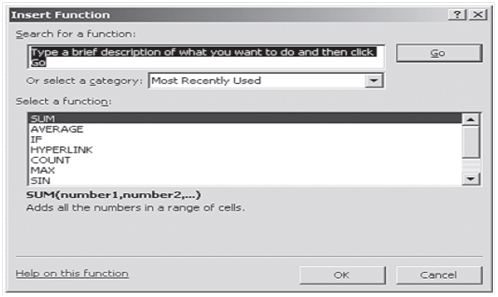 Insert Function
Search for a function:
Type a brief description of what you want to do and then click
Go
Go
Or select a category: Most Recently Used
Select a function:
SUM
AVERAGE
IF
HYPERLINK
COUNT
MAX
SIN
SUM(number1,number2,...)
Adds all the numbers in a range of cells.
Help on this function
OK
Cancel